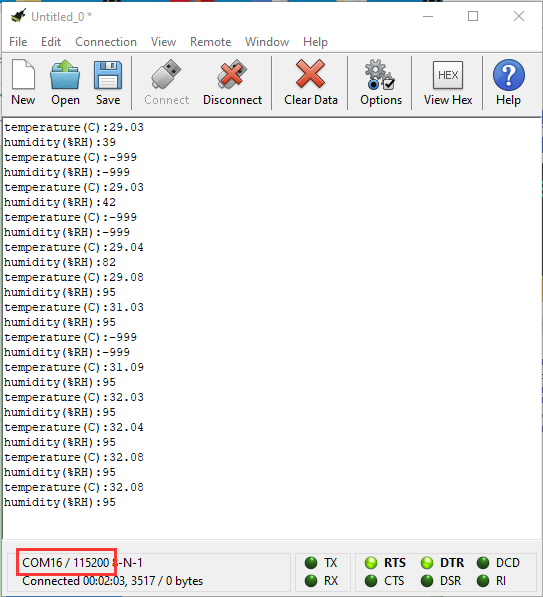 Untitled_0 *
File Edit Connection View Remote Window Help
HEX
New Open Save Connect Disconnect Clear Data Options View Hex Help
temperature(C):29.03
humidity(%RH):39
temperature(C):-999
humidity(%RH):-999
temperature(C):29.03
humidity(%RH):42
temperature(C):-999
humidity(%RH):-999
temperature(C):29.04
humidity(%RH):82
temperature(C):29.08
humidity(%RH):95
temperature(C):31.03
humidity(%RH):95
temperature(C):-999
humidity(%RH):-999
temperature(C):31.09
humidity(%RH):95
temperature(C):32.03
humidity(%RH):95
temperature(C):32.04
humidity(%RH):95
temperature(C):32.08
humidity(%RH):95
temperature(C):32.08
humidity(%RH):95
COM16 / 115200 8-N-1
Connected 00:02:03, 3517 / 0 bytes
TX RTS DTR DCD
RX CTS DSR RI